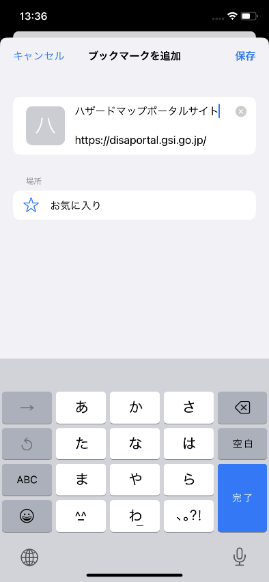 13:36
キャンセル ブックマークを追加 保存
八
ハザードマップポータルサイト
https://disaportal.gsi.go.jp/
場所
お気に入り
→ あ か さ
た な は 空白
ABC ま や ら 完了
^^ わ 、。?!